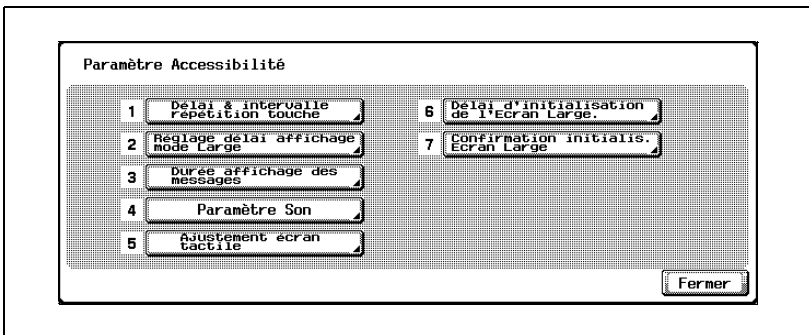 Paramètre Accessibilité
1 Délai & intervalle
répétition touche
2 Réglage délai affichage
mode Large
3 Durée affichage des
messages
4 Paramètre Son
5 Ajustement écran
tactile
6 Délai d'initialisation
de l'Ecran Large.
7 Confirmation initialis.
Ecran Large
Fermer